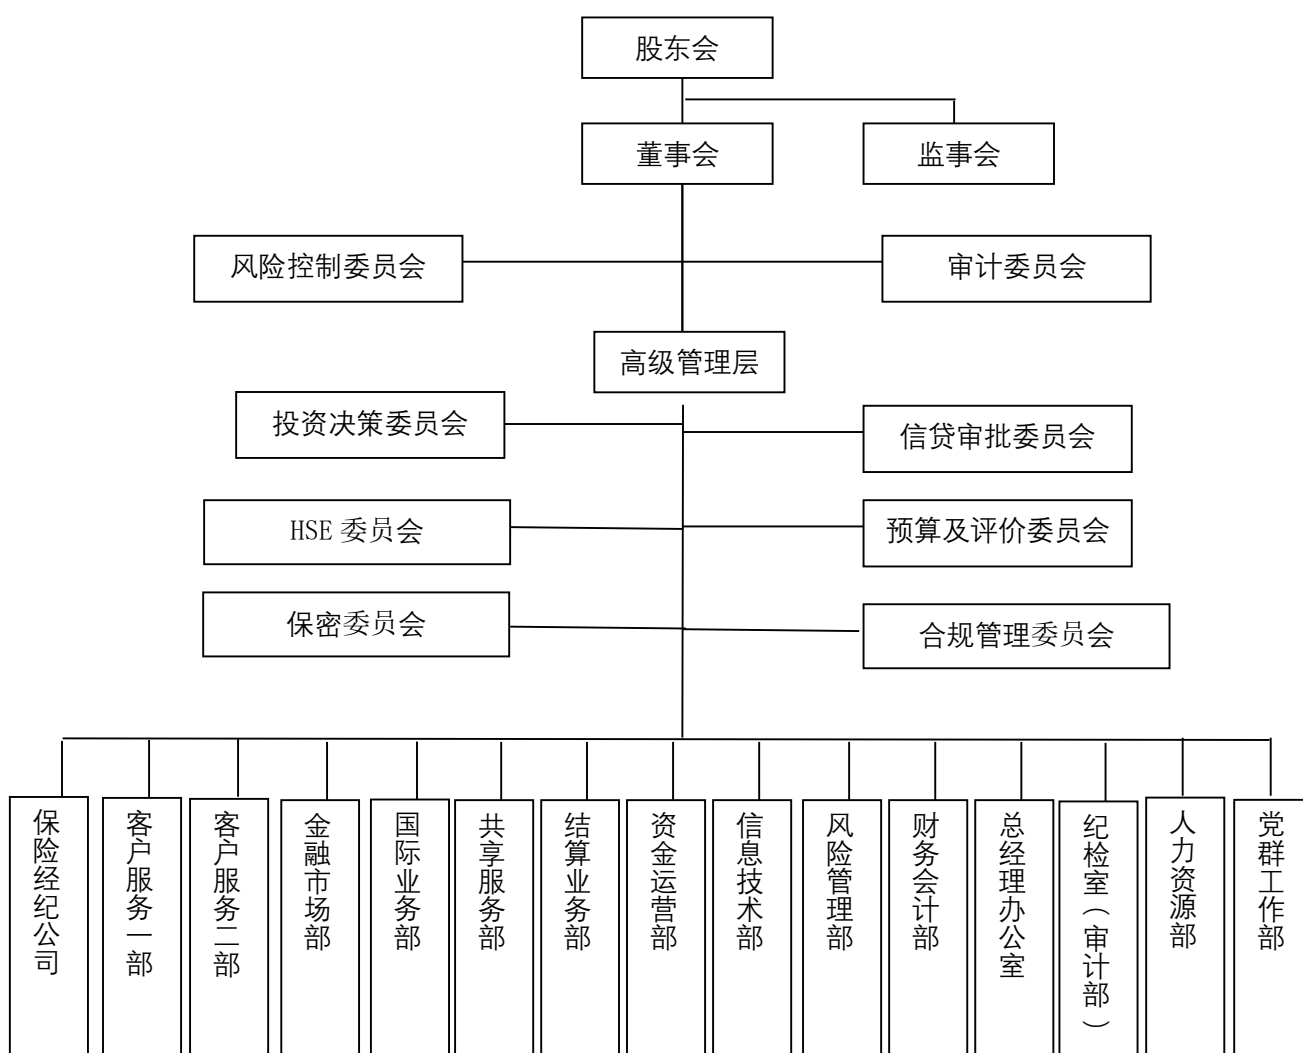 股东会
董事会
监事会
风险控制委员会
审计委员会
高级管理层
投资决策委员会
信贷审批委员会
HSE 委员会
预算及评价委员会
保密委员会
合规管理委员会
保险经纪公司
客户服务一部
客户服务二部
金融市场部
国际业务部
共享服务部
结算业务部
资金运营部
信息技术部
风险管理部
财务会计部
总经理办公室
纪检室（审计部）
人力资源部
党群工作部